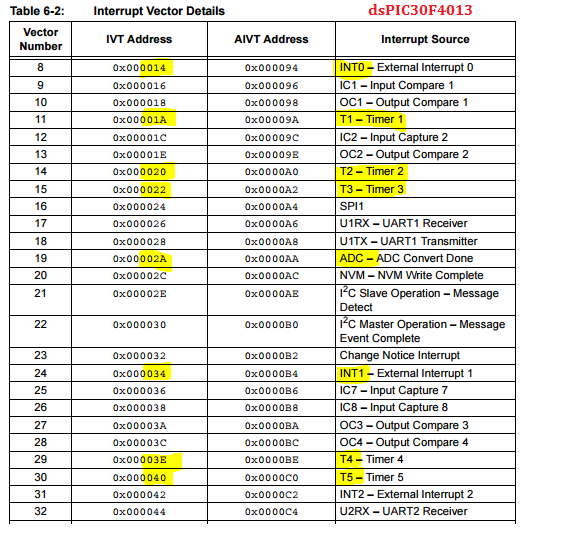 Table 6-2: Interrupt Vector Details dsPIC30F4013
Vector Number IVT Address AIVT Address Interrupt Source
8 0x000014 0x000094 INT0 – External Interrupt 0
9 0x000016 0x000096 IC1 – Input Compare 1
10 0x000018 0x000098 OC1 – Output Compare 1
11 0x00001A 0x00009A T1 – Timer 1
12 0x00001C 0x00009C IC2 – Input Capture 2
13 0x00001E 0x00009E OC2 – Output Compare 2
14 0x000020 0x0000A0 T2 – Timer 2
15 0x000022 0x0000A2 T3 – Timer 3
16 0x000024 0x0000A4 SPI1
17 0x000026 0x0000A6 U1RX – UART1 Receiver
18 0x000028 0x0000A8 U1TX – UART1 Transmitter
19 0x00002A 0x0000AA ADC – ADC Convert Done
20 0x00002C 0x0000AC NVM – NVM Write Complete
21 0x00002E 0x0000AE I²C Slave Operation – Message
Detect
22 0x000030 0x0000B0 I²C Master Operation – Message
Event Complete
23 0x000032 0x0000B2 Change Notice Interrupt
24 0x000034 0x0000B4 INT1 – External Interrupt 1
25 0x000036 0x0000B6 IC7 – Input Capture 7
26 0x000038 0x0000B8 IC8 – Input Capture 8
27 0x00003A 0x0000BA OC3 – Output Compare 3
28 0x00003C 0x0000BC OC4 – Output Compare 4
29 0x00003E 0x0000BE T4 – Timer 4
30 0x000040 0x0000C0 T5 – Timer 5
31 0x000042 0x0000C2 INT2 – External Interrupt 2
32 0x000044 0x0000C4 U2RX – UART2 Receiver